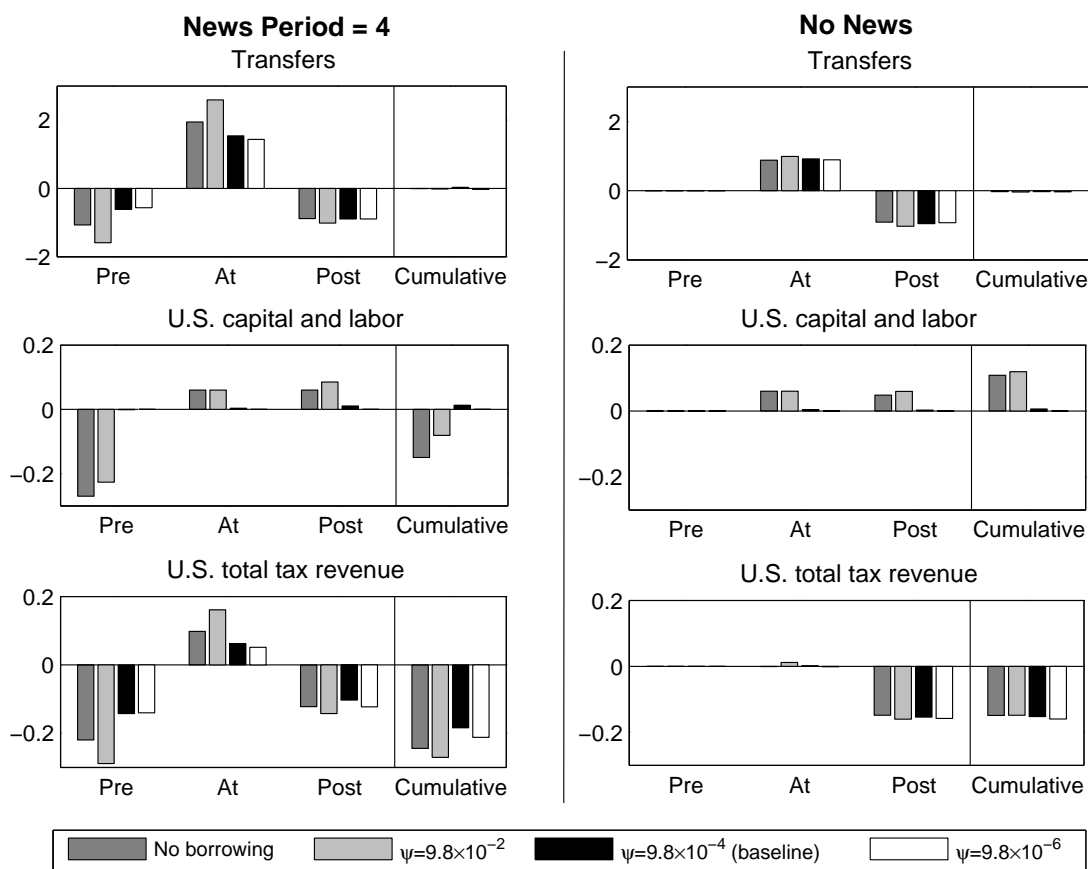 News Period = 4
Transfers
2
0
−2
Pre At Post Cumulative
U.S. capital and labor
0.2
0
−0.2
Pre At Post Cumulative
U.S. total tax revenue
0.2
0
−0.2
Pre At Post Cumulative
No News
Transfers
2
0
−2
Pre At Post Cumulative
U.S. capital and labor
0.2
0
−0.2
Pre At Post Cumulative
U.S. total tax revenue
0.2
0
−0.2
Pre At Post Cumulative
No borrowing ψ=9.8×10⁻² ψ=9.8×10⁻⁴ (baseline) ψ=9.8×10⁻⁶